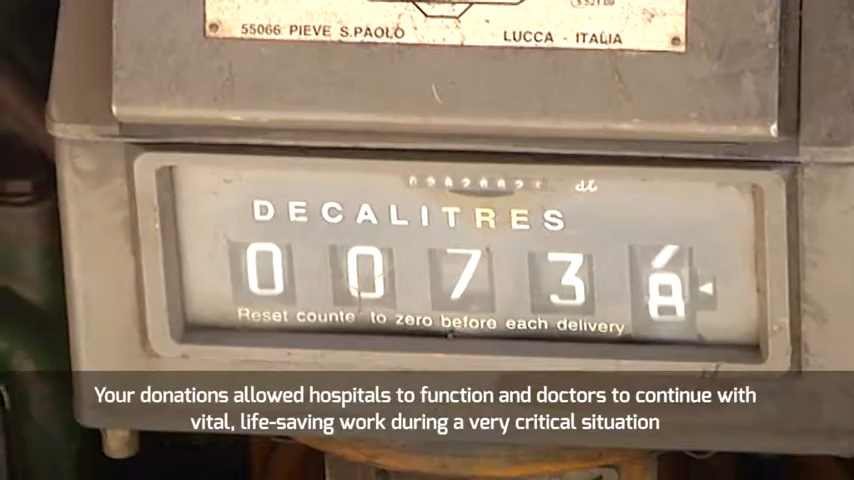 55066 PIEVE S.PAOLO LUCCA - ITALIA
dℓ
DECALITRES
0 0 7 3
Reset counte to zero before each delivery
Your donations allowed hospitals to function and doctors to continue with
vital, life-saving work during a very critical situation